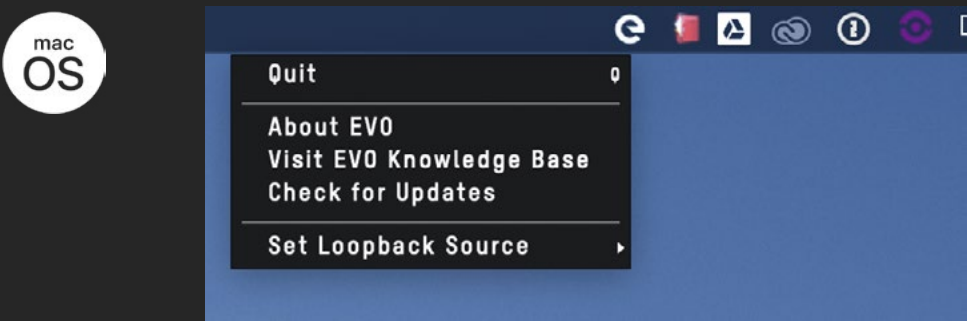 mac
OS
Quit Q
About EVO
Visit EVO Knowledge Base
Check for Updates
Set Loopback Source